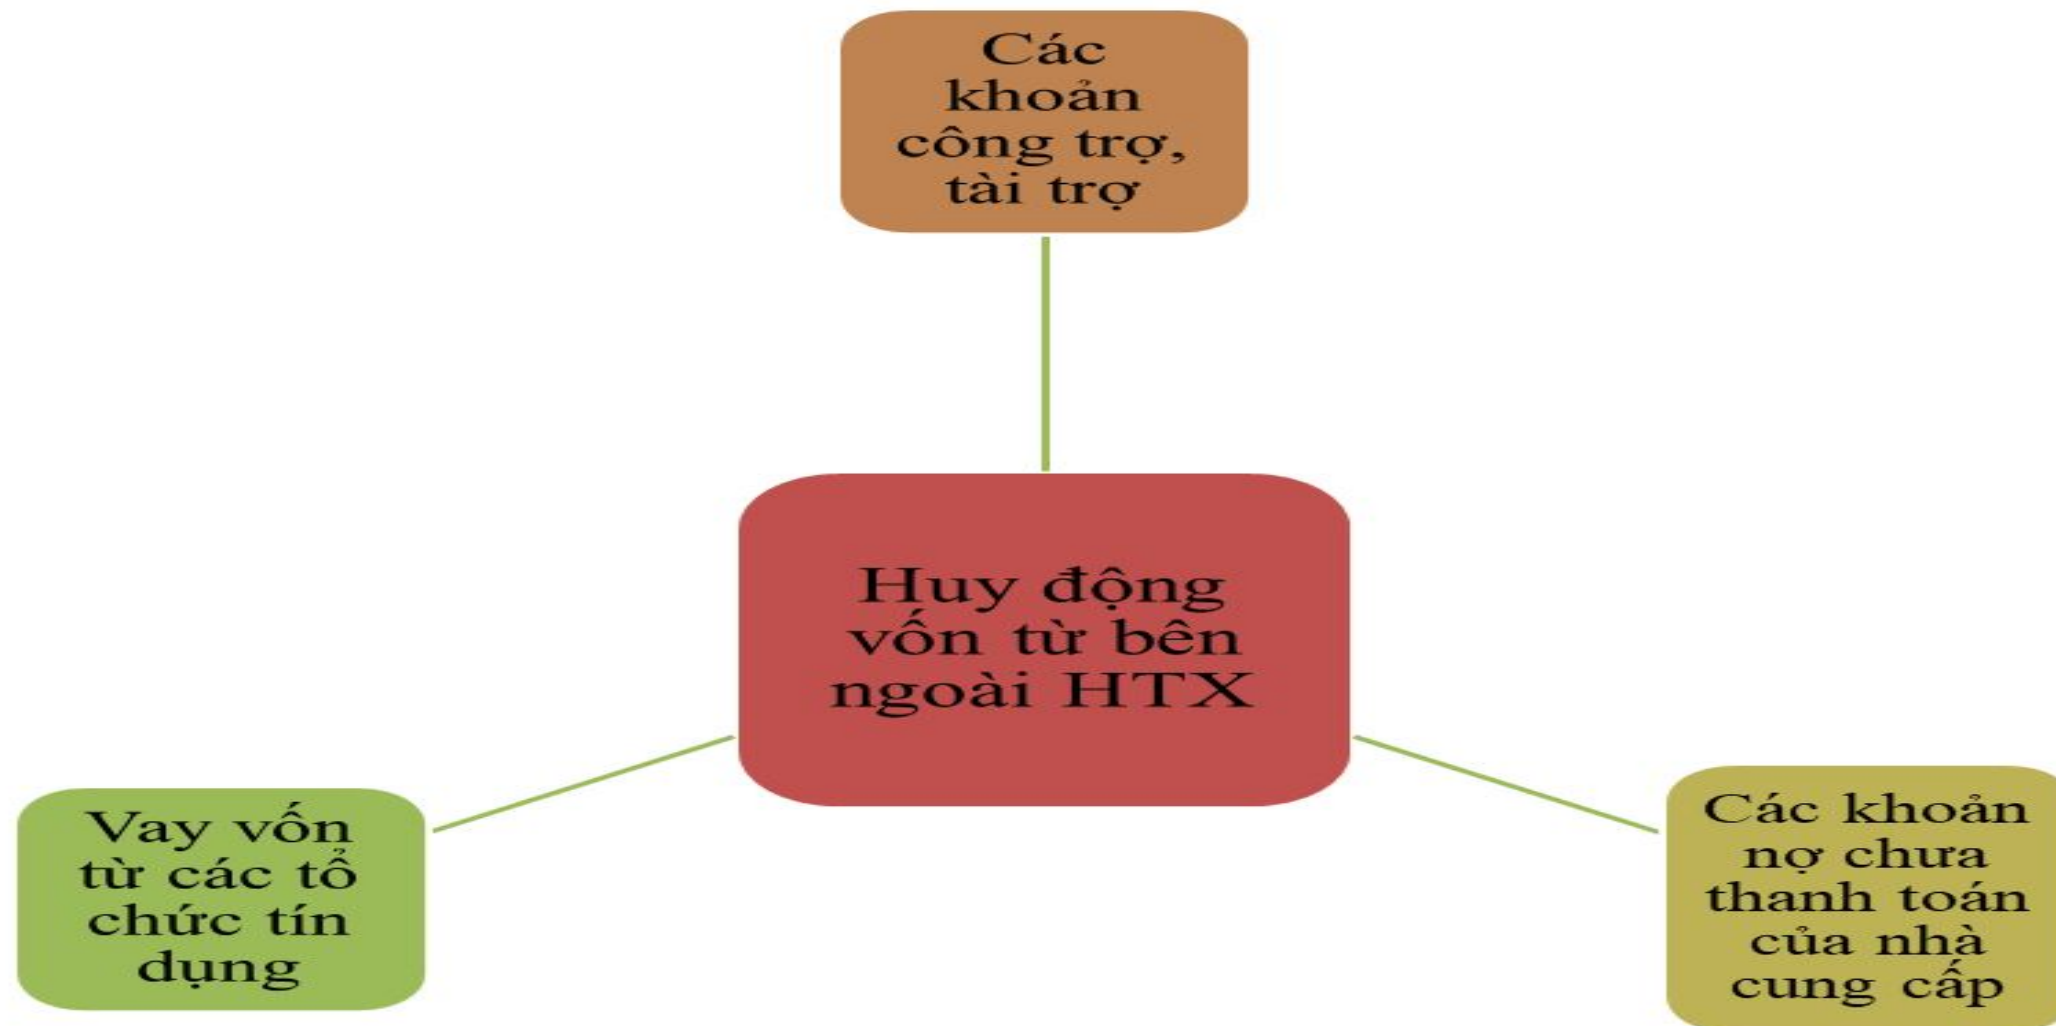 Các
khoản
công trợ,
tài trợ
Huy động
vốn từ bên
ngoài HTX
Vay vốn
từ các tổ
chức tín
dụng
Các khoản
nợ chưa
thanh toán
của nhà
cung cấp